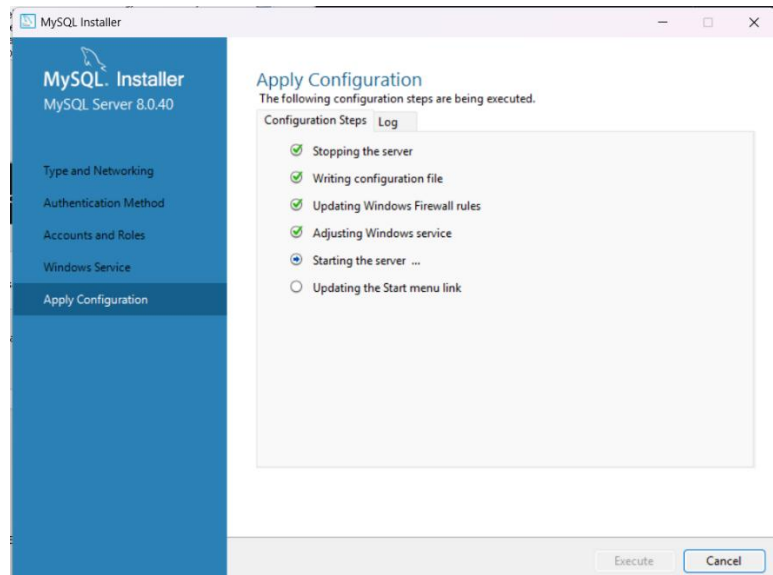 MySQL Installer
MySQL. Installer
MySQL Server 8.0.40
Type and Networking
Authentication Method
Accounts and Roles
Windows Service
Apply Configuration
Apply Configuration
The following configuration steps are being executed.
Configuration Steps Log
Stopping the server
Writing configuration file
Updating Windows Firewall rules
Adjusting Windows service
Starting the server ...
Updating the Start menu link
Execute Cancel